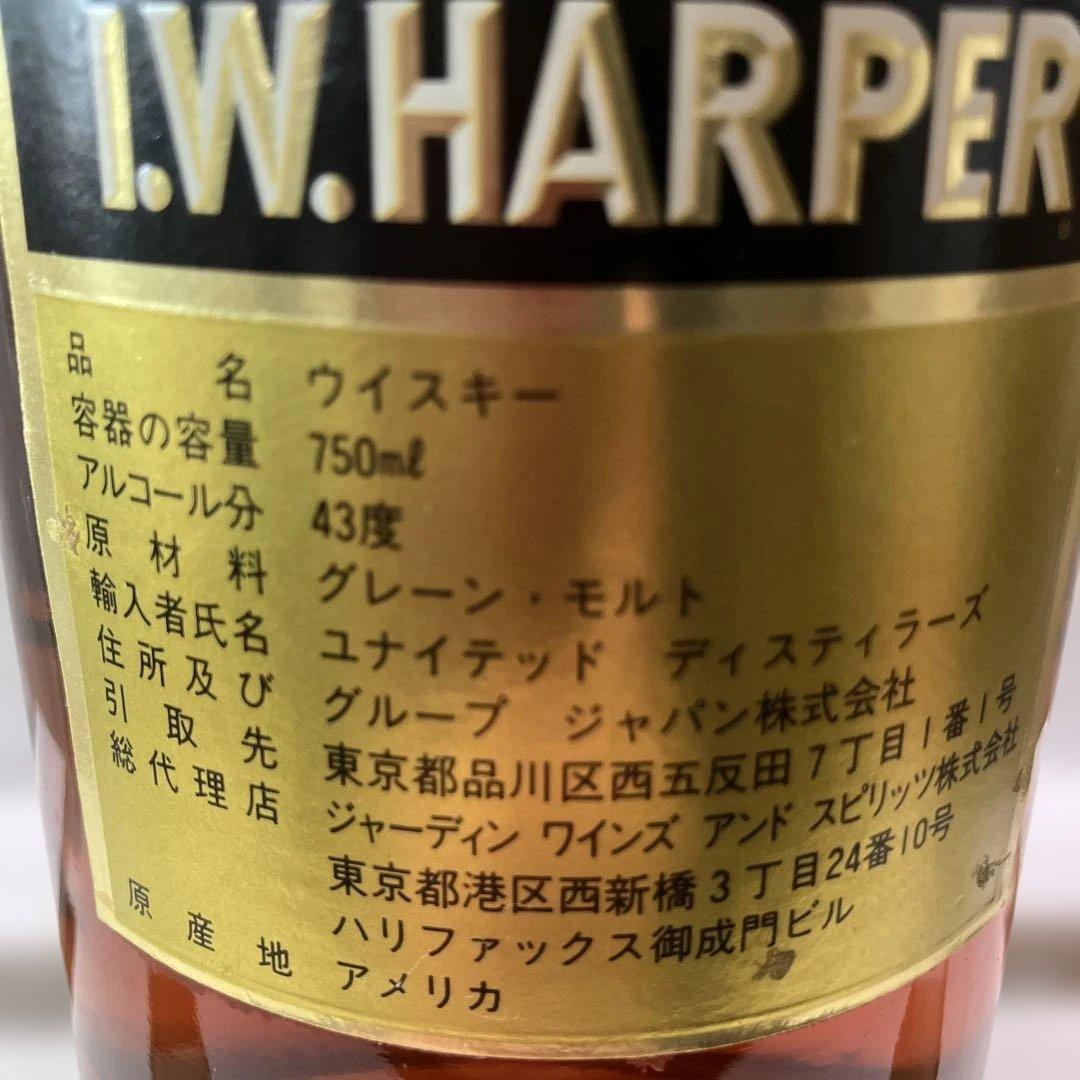 I.W.HARPER
品名 ウイスキー
容器の容量 750ml
アルコール分 43度
原材料 グレーン・モルト
輸入者氏名 ユナイテッド ディスティラーズ
住所及び グループ ジャパン株式会社
引取先 東京都品川区西五反田7丁目1番1号
総代理店 ジャーディン ワインズ アンド スピリッツ株式会社
東京都港区西新橋3丁目24番10号
ハリファックス御成門ビル
原産地 アメリカ